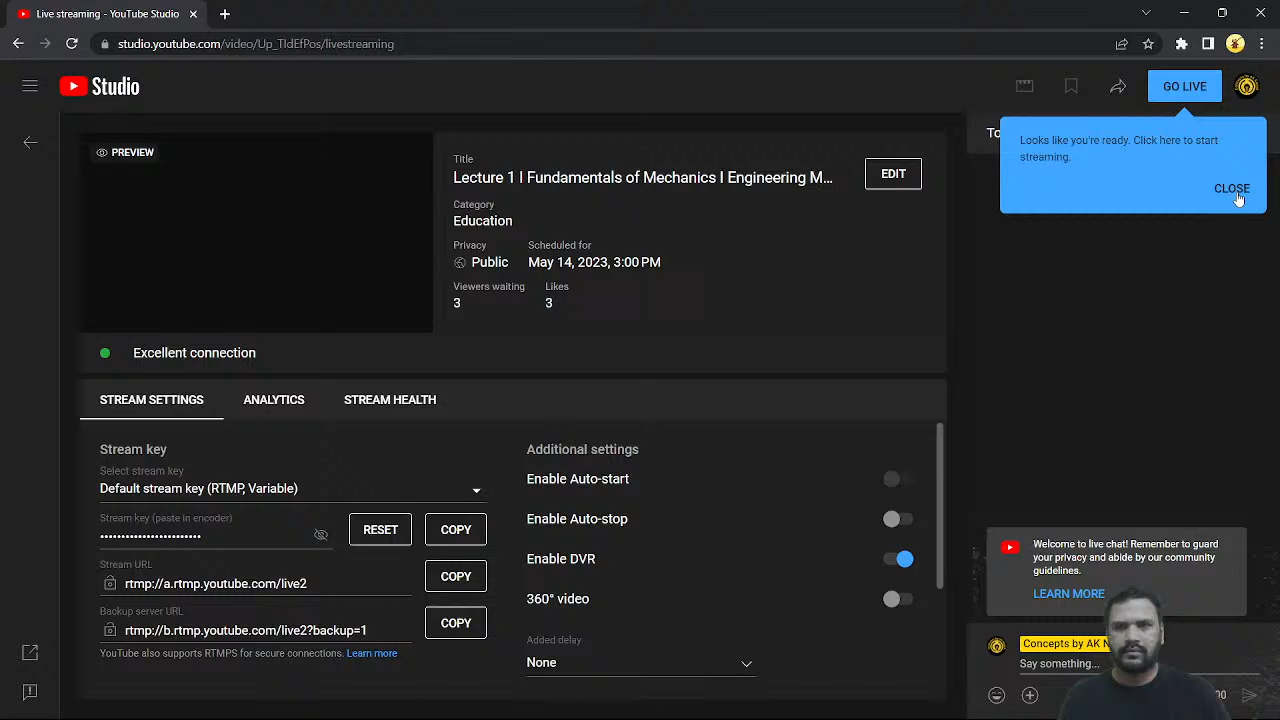 Live streaming - YouTube Studio
studio.youtube.com/video/Up_TIdEfPos/livestreaming
Studio
GO LIVE
PREVIEW
Title
Lecture 1 I Fundamentals of Mechanics I Engineering M...
EDIT
Category
Education
Privacy
Scheduled for
Public
May 14, 2023, 3:00 PM
Viewers waiting
Likes
3
3
Excellent connection
Looks like you're ready. Click here to start
streaming.
CLOSE
STREAM SETTINGS
ANALYTICS
STREAM HEALTH
Stream key
Select stream key
Default stream key (RTMP, Variable)
Stream key (paste in encoder)
RESET
COPY
Stream URL
rtmp://a.rtmp.youtube.com/live2
COPY
Backup server URL
rtmp://b.rtmp.youtube.com/live2?backup=1
COPY
YouTube also supports RTMPS for secure connections. Learn more
Additional settings
Enable Auto-start
Enable Auto-stop
Enable DVR
360° video
Added delay
None
Welcome to live chat! Remember to guard
your privacy and abide by our community
guidelines.
LEARN MORE
Concepts by AK
Say something...